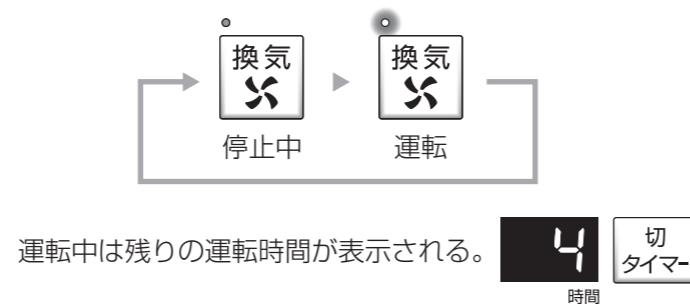 換気
換気
停止中
運転
運転中は残りの運転時間が表示される。
4
時間
切
タイマー